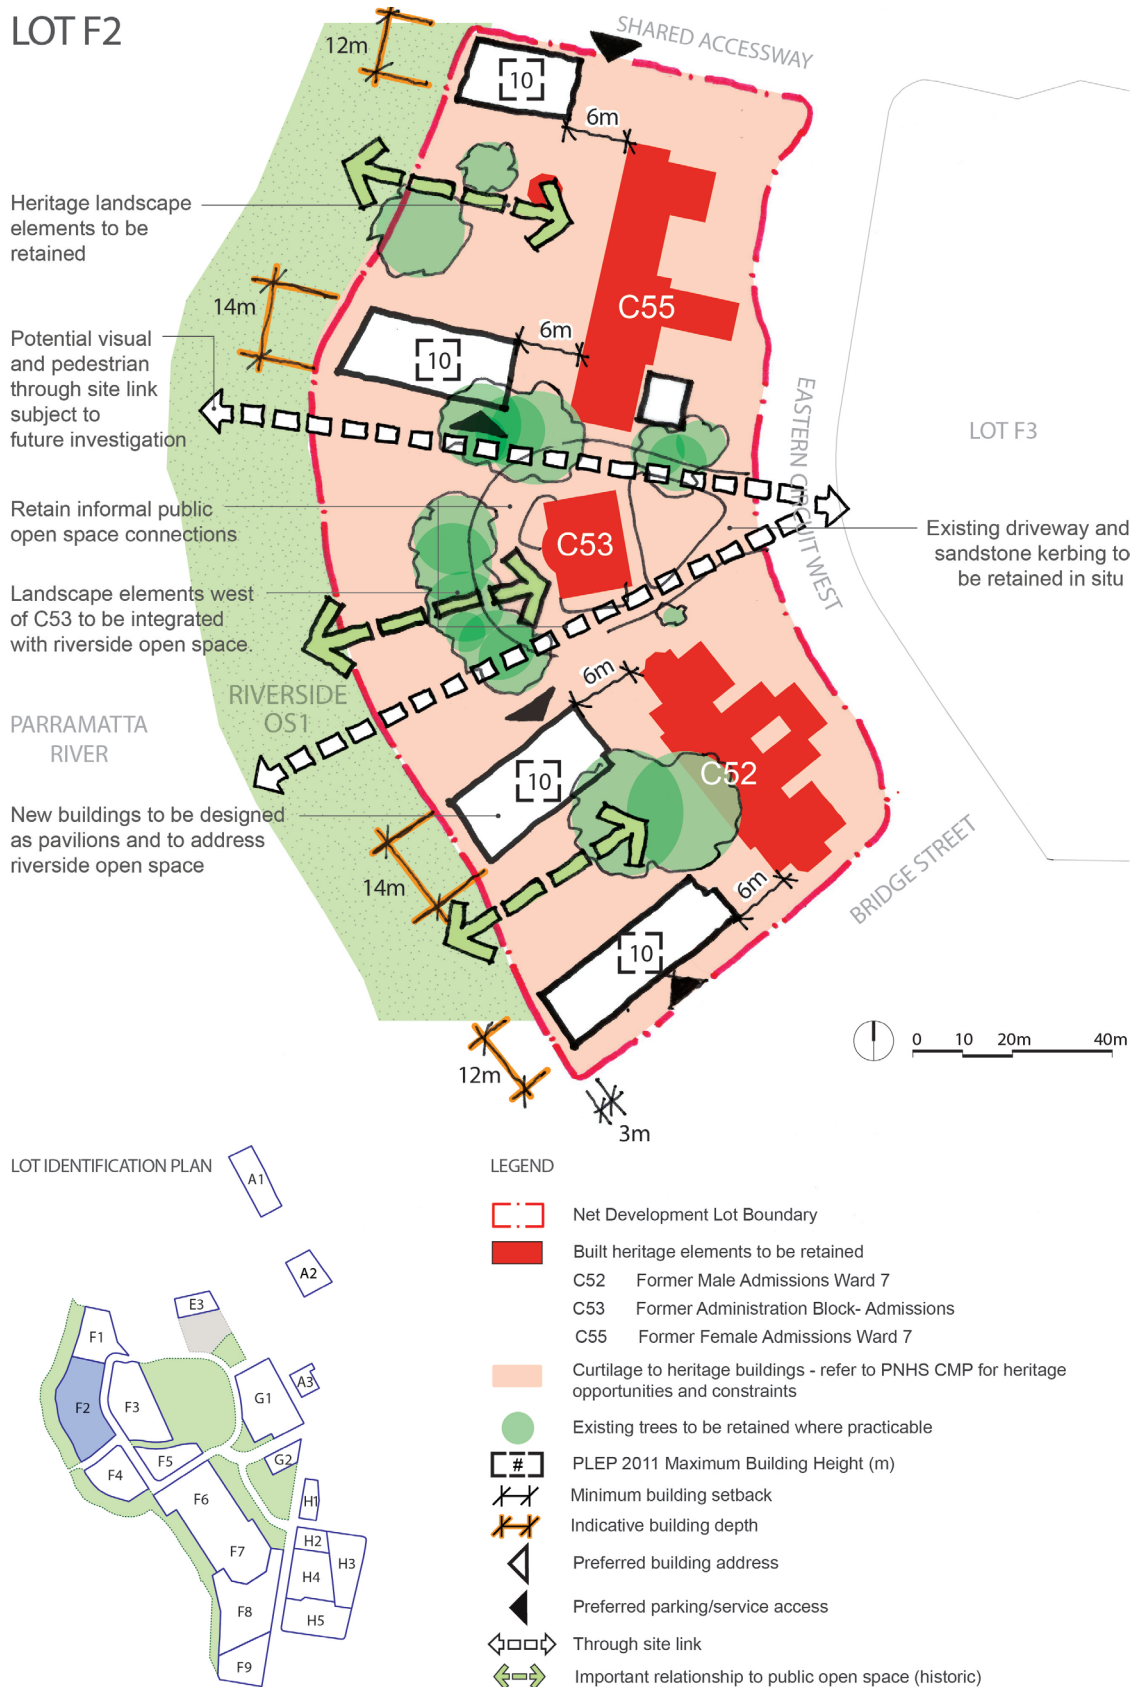 LOT F2
SHARED ACCESSWAY
12m
10
6m
Heritage landscape
elements to be
retained
14m
C55
6m
10
Potential visual
and pedestrian
through site link
subject to
future investigation
EASTERN CIRCUIT WEST
LOT F3
Retain informal public
open space connections
C53
Existing driveway and
sandstone kerbing to
be retained in situ
Landscape elements west
of C53 to be integrated
with riverside open space.
6m
RIVERSIDE
OS1
PARRAMATTA
RIVER
C52
10
New buildings to be designed
as pavilions and to address
riverside open space
14m
6m
BRIDGE STREET
10
0 10 20m 40m
12m
3m
LOT IDENTIFICATION PLAN
A1
A2
E3
F1
A3
F2
F3
G1
F5
G2
F4
F6
H1
H2
F7
H3
H4
F8
H5
F9
LEGEND
Net Development Lot Boundary
Built heritage elements to be retained
C52 Former Male Admissions Ward 7
C53 Former Administration Block- Admissions
C55 Former Female Admissions Ward 7
Curtilage to heritage buildings - refer to PNHS CMP for heritage
opportunities and constraints
Existing trees to be retained where practicable
# PLEP 2011 Maximum Building Height (m)
Minimum building setback
Indicative building depth
Preferred building address
Preferred parking/service access
Through site link
Important relationship to public open space (historic)